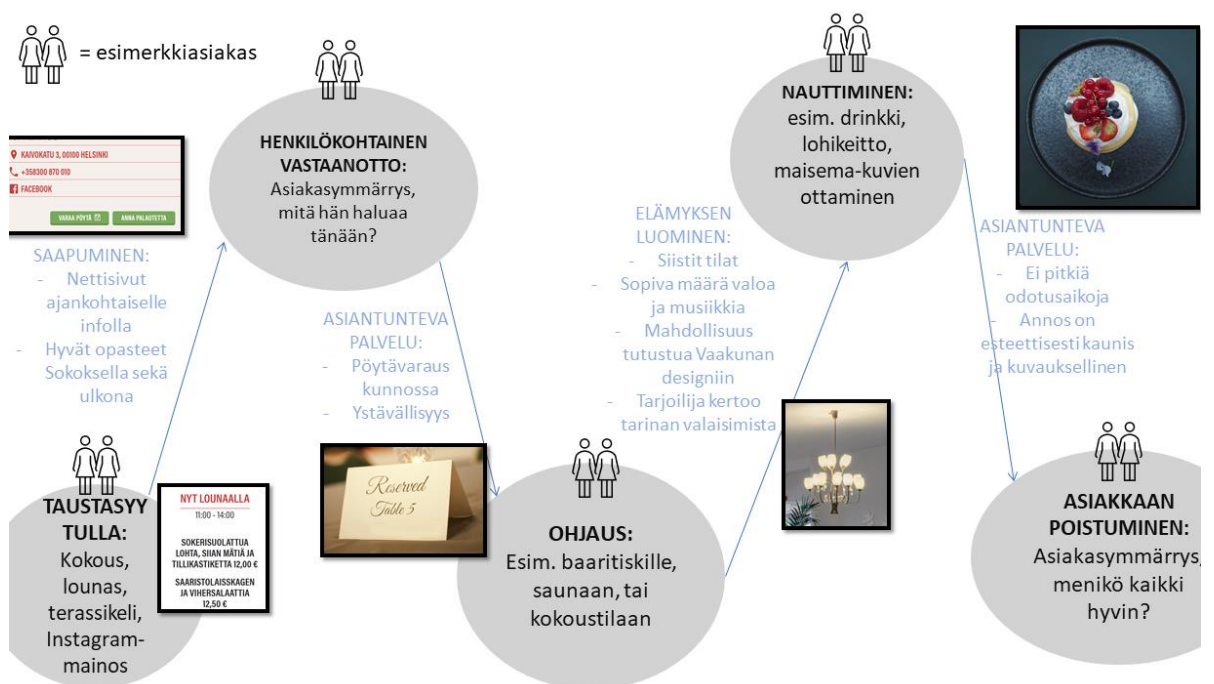 = esimerkkiasiakas
KAIVOKATU 3, 00100 HELSINKI
+358300 870 010
FACEBOOK
VARAA PÖYTÄ
ANNA PALAUTETTA
SAAPUMINEN:
- Nettisivut
ajankohtaiselle
infolla
- Hyvät opasteet
Sokoksella sekä
ulkona
TAUSTASYY
TULLA:
Kokous,
lounas,
terassikeli,
Instagram-
mainos
NYT LOUNAALLA
11:00 - 14:00
SOKERISUOLATTUA
LOHTA, SIIAN MÄTIÄ JA
TILLIKASTIKETTA 12,00 €
SAARISTOLAISSKAGEN
JA VIHERSALAATTIA
12,50 €
HENKILÖKOHTAINEN
VASTAANOTTO:
Asiakasymmärrys,
mitä hän haluaa
tänään?
ASIANTUNTEVA
PALVELU:
- Pöytävaraus
kunnossa
- Ystävällisyys
Reserved
Table 5
OHJAUS:
Esim. baaritiskille,
saunaan, tai
kokoustilaan
ELÄMYKSEN
LUOMINEN:
- Siistit tilat
- Sopiva määrä valoa
ja musiikkia
- Mahdollisuus
tutustua Vaakunan
designiin
- Tarjoilija kertoo
tarinan valaisimista
NAUTTIMINEN:
esim. drinkki,
lohikeitto,
maisema-kuvien
ottaminen
ASIANTUNTEVA
PALVELU:
- Ei pitkiä
odotusaikoja
- Annos on
esteettisesti kaunis
ja kuvauksellinen
ASIAKKAAN
POISTUMINEN:
Asiakasymmärrys,
menikö kaikki
hyvin?